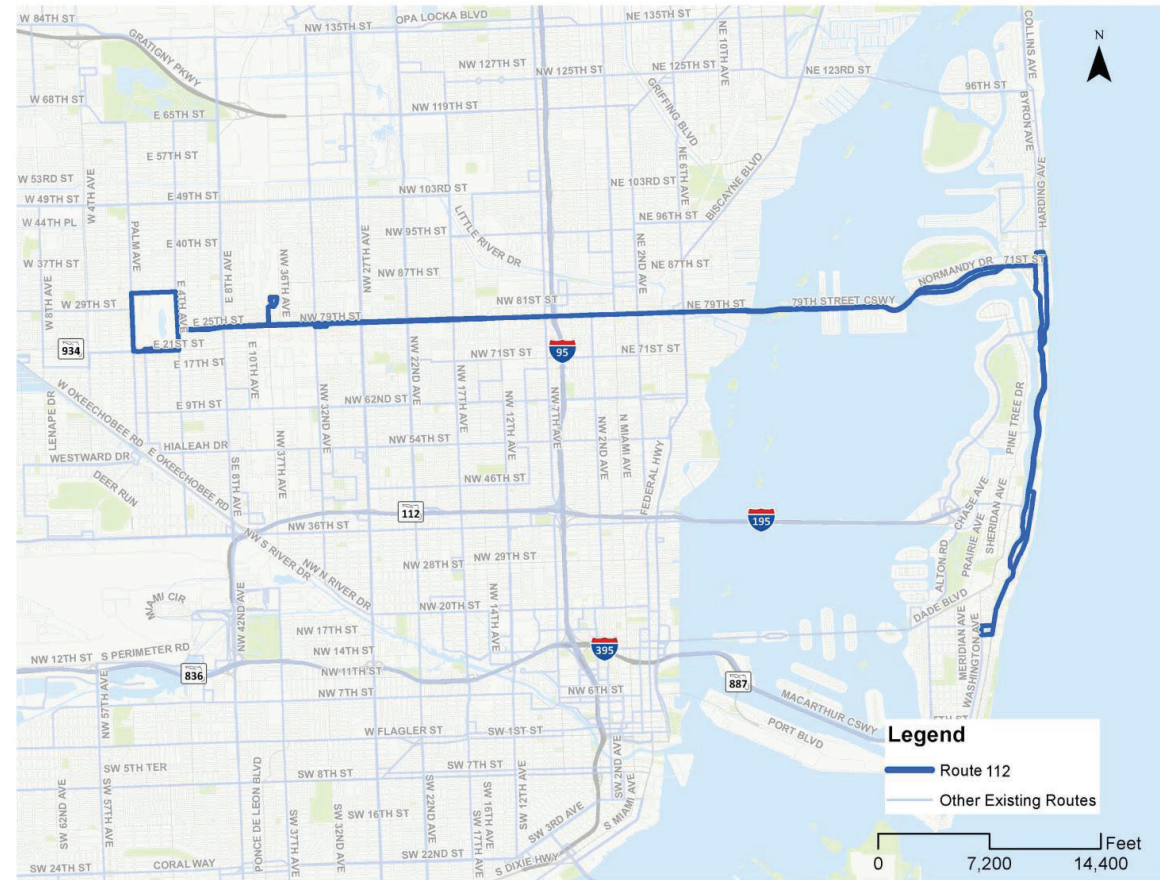 W 84TH ST
OPA LOCKA BLVD
NW 135TH ST
NE 135TH ST
COLLINS AVE
N
GRATIGNY PKWY
NE 10TH AVE
NW 127TH ST
NW 125TH ST
NE 125TH ST
NE 123RD ST
96TH ST
W 68TH ST
E 65TH ST
NW 119TH ST
GRIFFING BLVD
BYRON AVE
E 57TH ST
W 53RD ST
W 49TH ST
W 4TH AVE
E 49TH ST
NW 103RD ST
NE 103RD ST
NE 6TH AVE
BISCAYNE BLVD
HARDING AVE
W 44TH PL
PALM AVE
E 40TH ST
LITTLE RIVER DR
NW 95TH ST
NE 96TH ST
W 37TH ST
E 8TH AVE
NW 36TH AVE
NW 27TH AVE
NW 87TH ST
NE 2ND AVE
NE 87TH ST
NORMANDY DR
71ST ST
W 8TH AVE
W 29TH ST
E 4TH AVE
E 25TH ST
NW 79TH ST
NW 81ST ST
NE 79TH ST
79TH STREET CSWY
934
E 21ST ST
E 17TH ST
E 10TH AVE
NW 22ND AVE
NW 71ST ST
95
NE 71ST ST
W OKEECHOBEE RD
E 9TH ST
NW 32ND AVE
NW 62ND ST
NW 17TH AVE
NW 12TH AVE
NW 7TH AVE
NW 2ND AVE
N MIAMI AVE
PINE TREE DR
LENAPE DR
HIALEAH DR
NW 37TH AVE
NW 54TH ST
WESTWARD DR
E OKEECHOBEE RD
DEER RUN
SE 8TH AVE
NW 46TH ST
FEDERAL HWY
CHASE AVE
112
NW 36TH ST
195
PRAIRIE AVE
SHERIDAN AVE
NW S RIVER DR
NW N RIVER DR
NW 29TH ST
NW 28TH ST
ALTON RD
MIAMI CIR
NW 42ND AVE
NW 20TH ST
NW 14TH AVE
DADE BLVD
NW 17TH ST
NW 14TH ST
395
MERIDIAN AVE
WASHINGTON AVE
NW 12TH ST
S PERIMETER RD
836
NW 11TH ST
NW 57TH AVE
NW 7TH ST
NW 6TH ST
887
MACARTHUR CSWY
PORT BLVD
5TH ST
W FLAGLER ST
SW 1ST ST
Legend
Route 112
Other Existing Routes
SW 5TH TER
SW 8TH ST
SW 7TH ST
SW 2ND AVE
S MIAMI AVE
SW 62ND AVE
SW 57TH AVE
PONCE DE LEON BLVD
SW 37TH AVE
SW 32ND AVE
SW 16TH ST
SW 22ND AVE
SW 17TH AVE
SW 16TH AVE
SW 12TH AVE
SW 3RD AVE
SW 24TH ST
CORAL WAY
SW 22ND ST
S DIXIE HWY
Feet
0 7,200 14,400